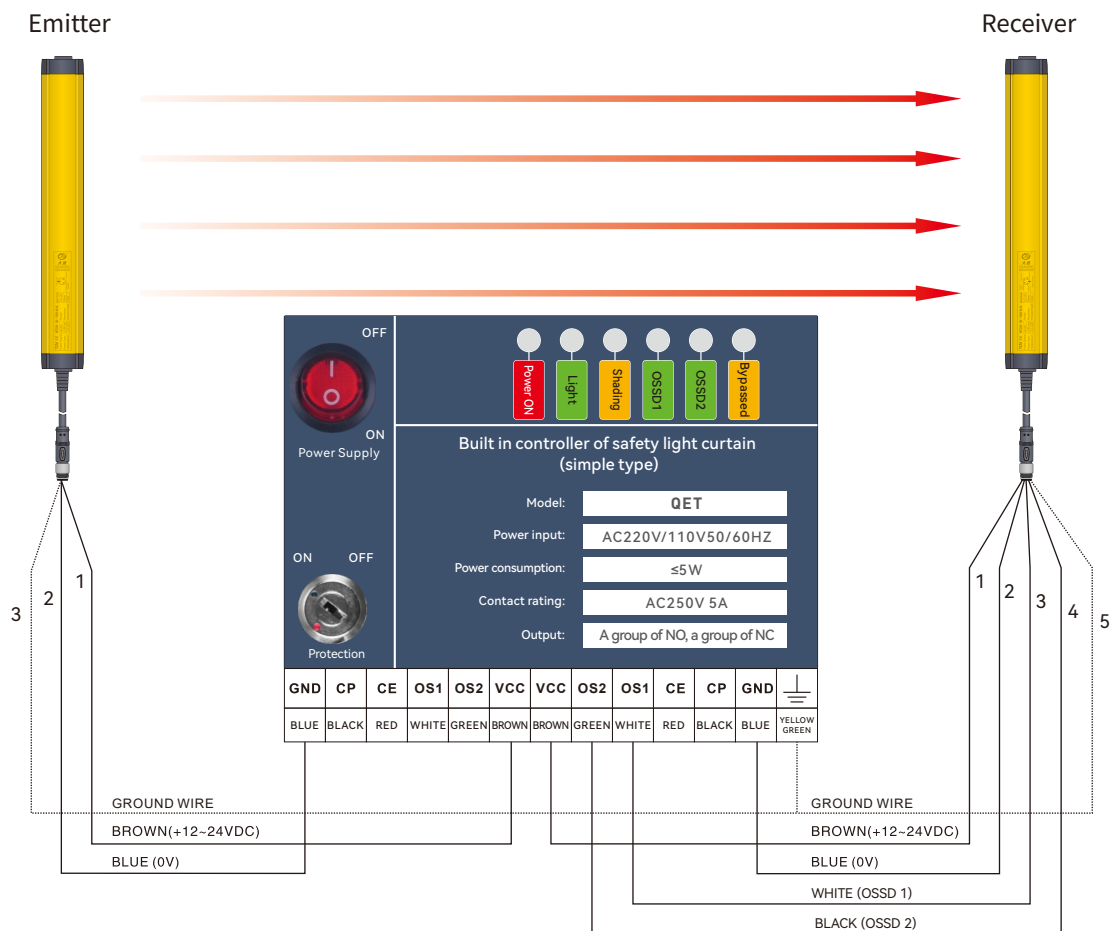 Emitter
Receiver
OFF
I
O
ON
Power Supply
Power ON
Light
Shading
OSSD1
OSSD2
Bypassed
Built in controller of safety light curtain
(simple type)
Model: QET
Power input: AC220V/110V50/60HZ
Power consumption: ≤5W
Contact rating: AC250V 5A
Output: A group of NO, a group of NC
ON OFF
Protection
GND CP CE OS1 OS2 VCC VCC OS2 OS1 CE CP GND
BLUE BLACK RED WHITE GREEN BROWN BROWN GREEN WHITE RED BLACK BLUE YELLOW
GREEN
3 2 1
1 2 3 4 5
GROUND WIRE
BROWN(+12~24VDC)
BLUE (0V)
GROUND WIRE
BROWN(+12~24VDC)
BLUE (0V)
WHITE (OSSD 1)
BLACK (OSSD 2)